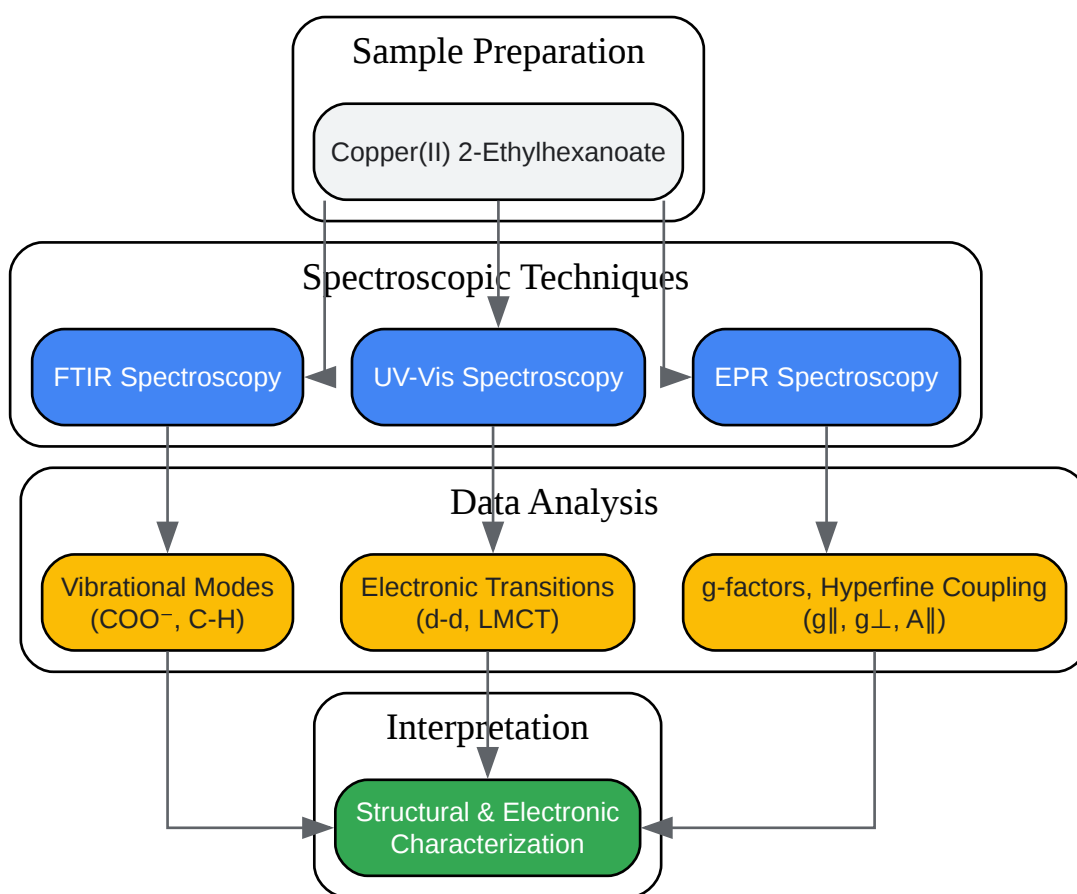 Sample Preparation
Copper(II) 2-Ethylhexanoate
Spectroscopic Techniques
FTIR Spectroscopy
UV-Vis Spectroscopy
EPR Spectroscopy
Data Analysis
Vibrational Modes
(COO⁻, C-H)
Electronic Transitions
(d-d, LMCT)
g-factors, Hyperfine Coupling
(g∥, g⊥, A∥)
Interpretation
Structural & Electronic
Characterization